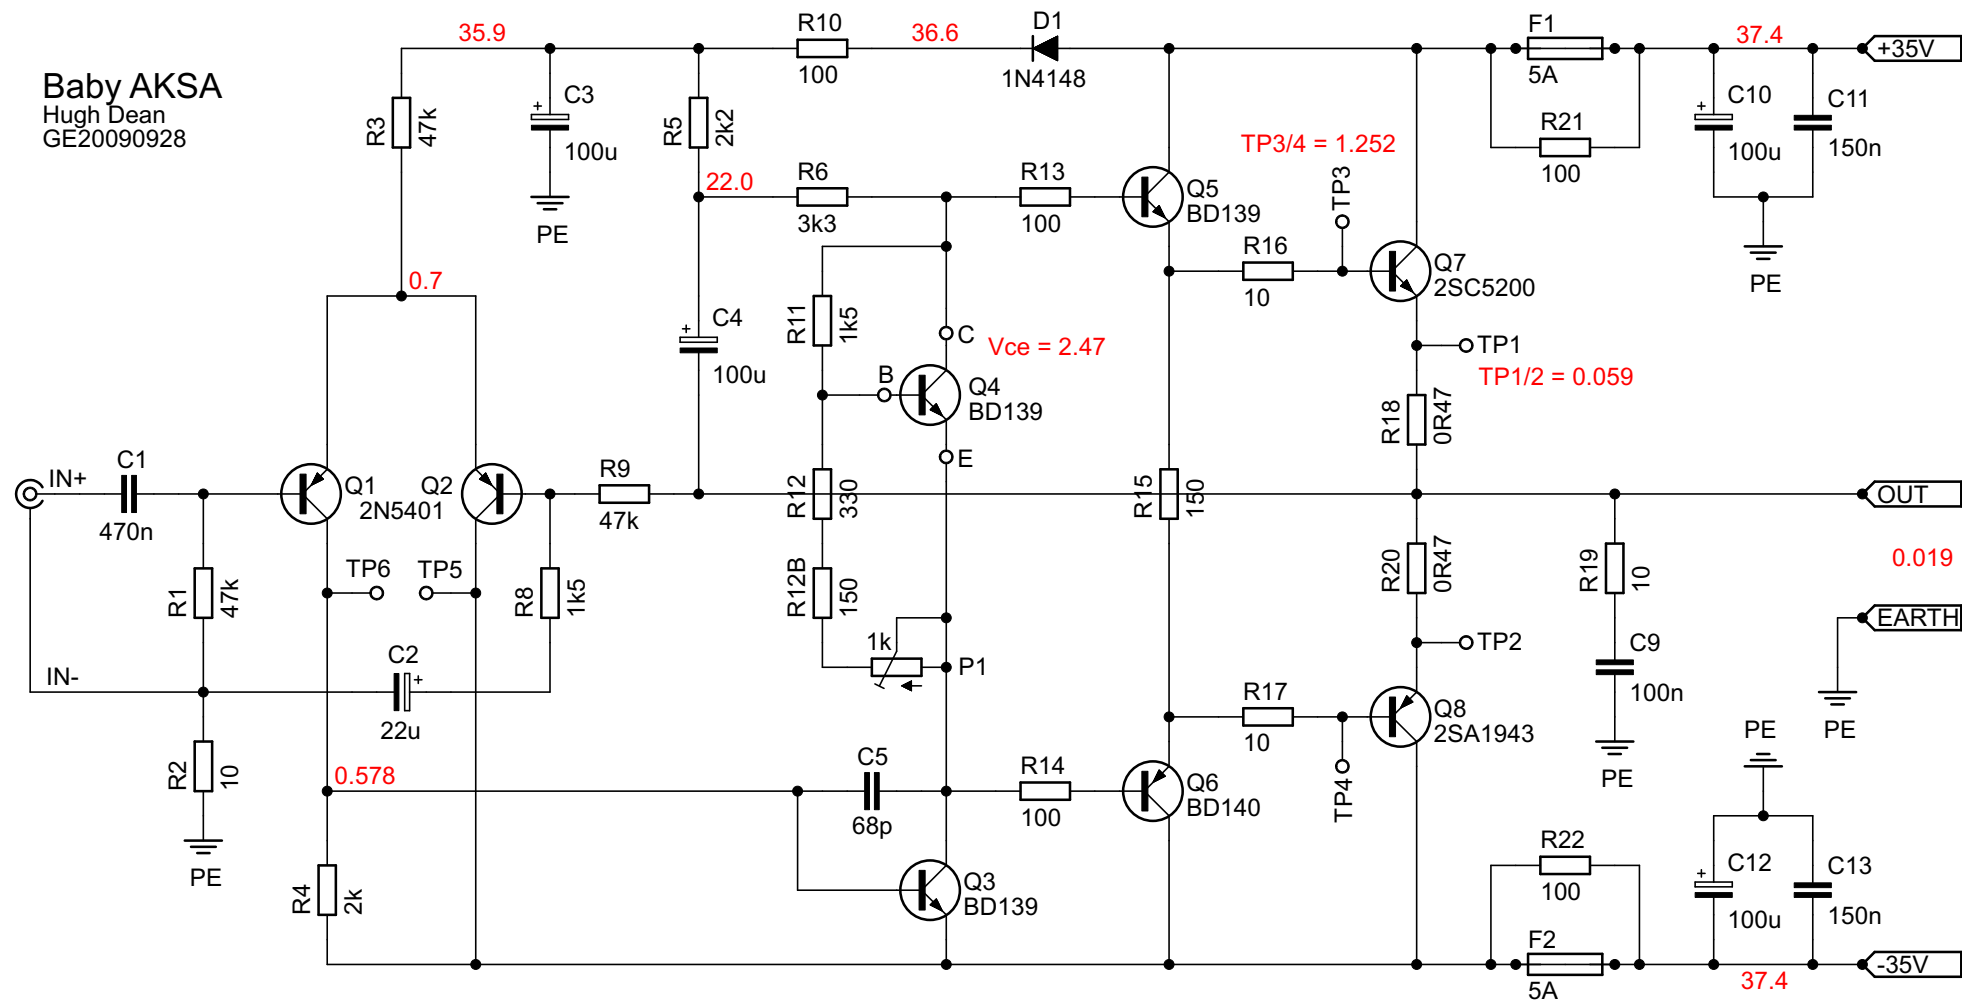 Baby AKSA
Hugh Dean
GE20090928
35.9
R10
100
36.6
D1
1N4148
F1
5A
37.4
+35V
R3
47k
C3
100u
PE
R5
2k2
R21
100
C10
100u
C11
150n
PE
22.0
R6
3k3
R13
100
Q5
BD139
TP3/4 = 1.252
TP3
0.7
R16
10
Q7
2SC5200
C4
100u
R11
1k5
C
Vce = 2.47
B
Q4
BD139
E
TP1
TP1/2 = 0.059
R18
0R47
IN+
C1
470n
Q1
2N5401
Q2
R9
47k
R12
330
R15
150
OUT
0.019
R1
47k
TP6
TP5
R8
1k5
R12B
150
R20
0R47
R19
10
EARTH
PE
IN-
C2
22u
1k
P1
TP2
C9
100n
PE
R17
10
Q8
2SA1943
TP4
R2
10
PE
0.578
C5
68p
R14
100
Q6
BD140
PE
R4
2k
Q3
BD139
R22
100
C12
100u
C13
150n
F2
5A
37.4
-35V